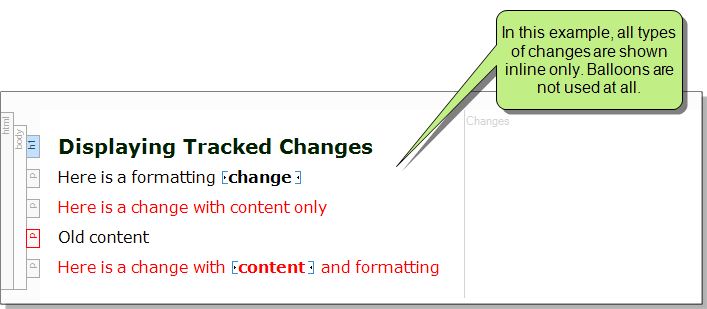 In this example, all types
of changes are shown
inline only. Balloons are
not used at all.
html
body
Changes
h1
Displaying Tracked Changes
p
Here is a formatting change
p
Here is a change with content only
p
Old content
p
Here is a change with content and formatting